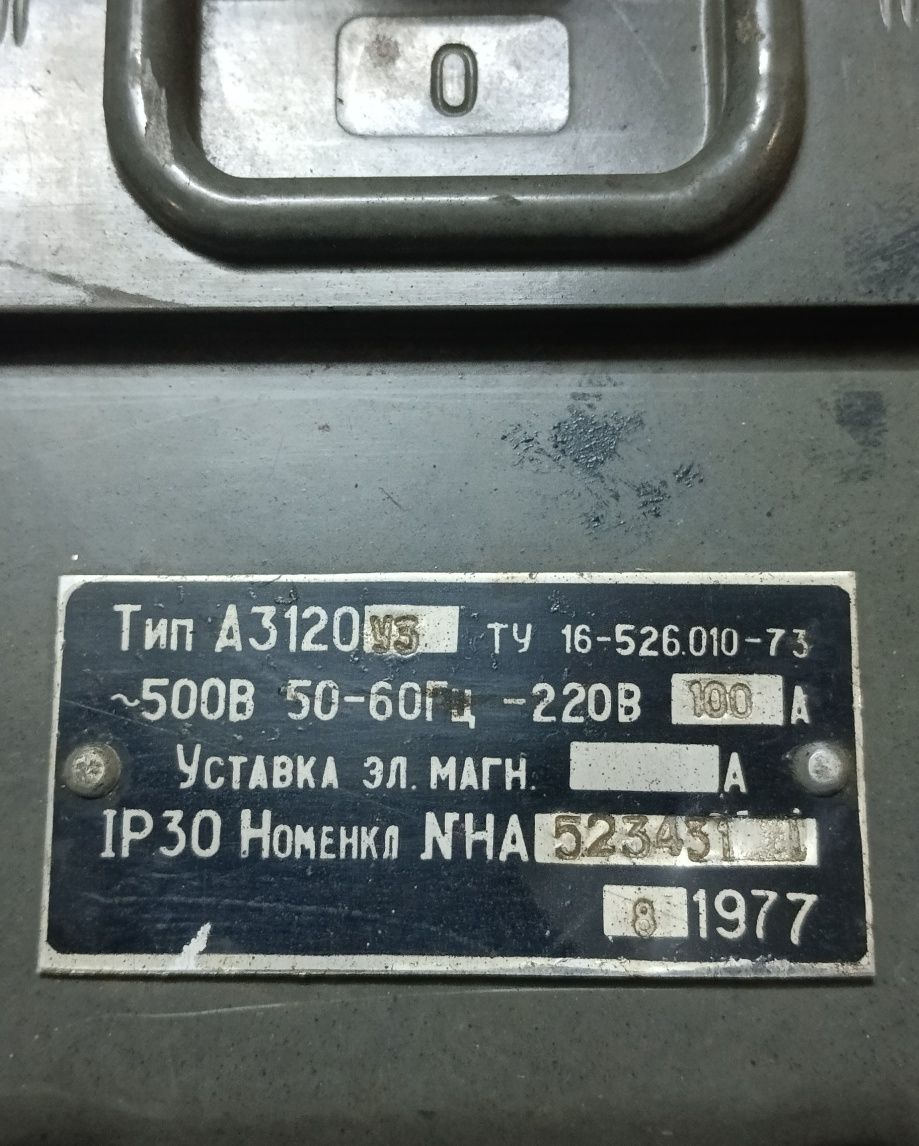 0
Тип А3120У3 ТУ 16-526.010-73
~500В 50-60Гц -220В 100 А
Уставка эл. магн. А
IP30 Номенкл №НА 523431
8 1977